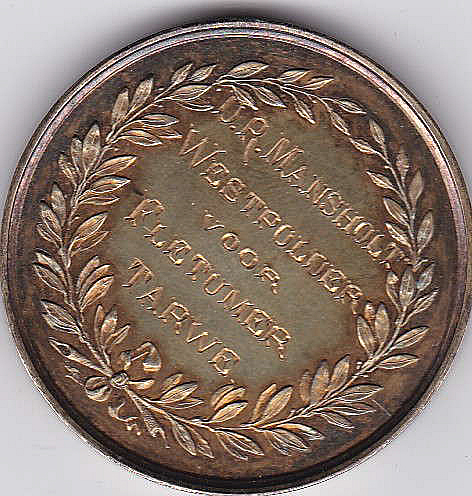 D.R. MANSHOLT
WESTPOLDER
VOOR
FLETUMER
TARWE